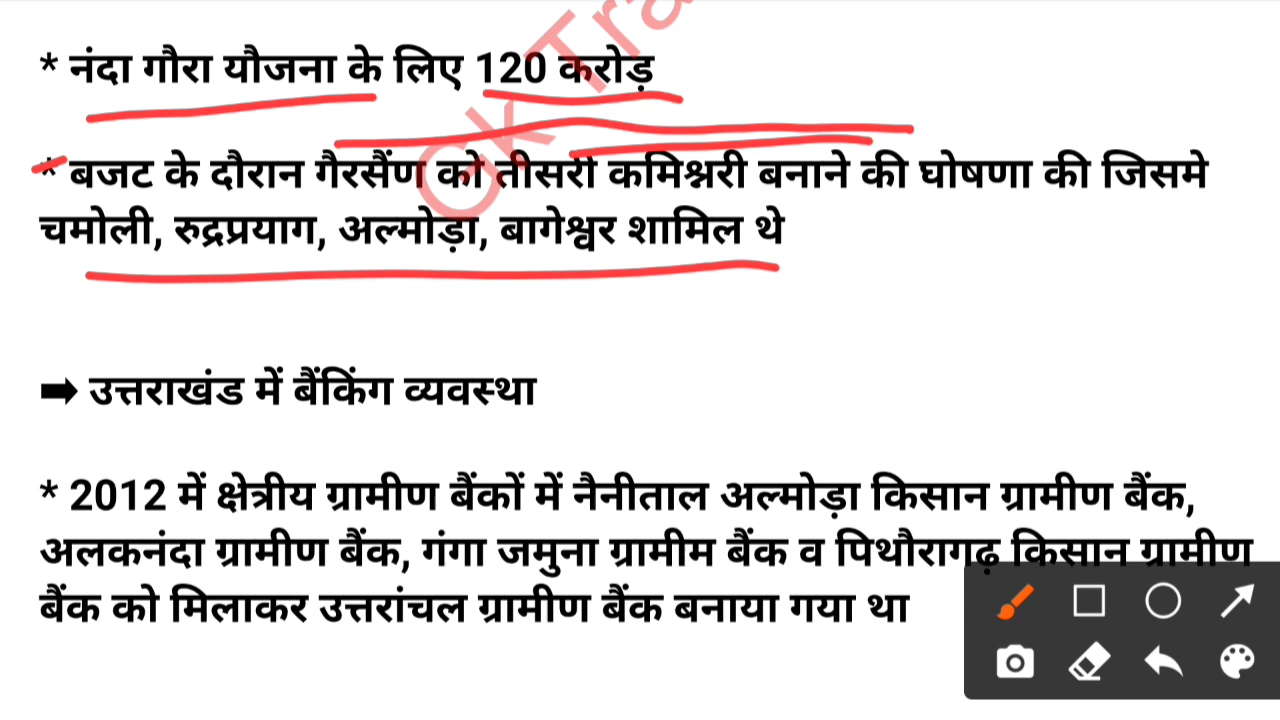 * नंदा गौरा यौजना के लिए 120 करोड़
* बजट के दौरान गैरसैंण को तीसरी कमिश्नरी बनाने की घोषणा की जिसमे
चमोली, रुद्रप्रयाग, अल्मोड़ा, बागेश्वर शामिल थे
➡ उत्तराखंड में बैंकिंग व्यवस्था
* 2012 में क्षेत्रीय ग्रामीण बैंकों में नैनीताल अल्मोड़ा किसान ग्रामीण बैंक,
अलकनंदा ग्रामीण बैंक, गंगा जमुना ग्रामीम बैंक व पिथौरागढ़ किसान ग्रामीण
बैंक को मिलाकर उत्तरांचल ग्रामीण बैंक बनाया गया था